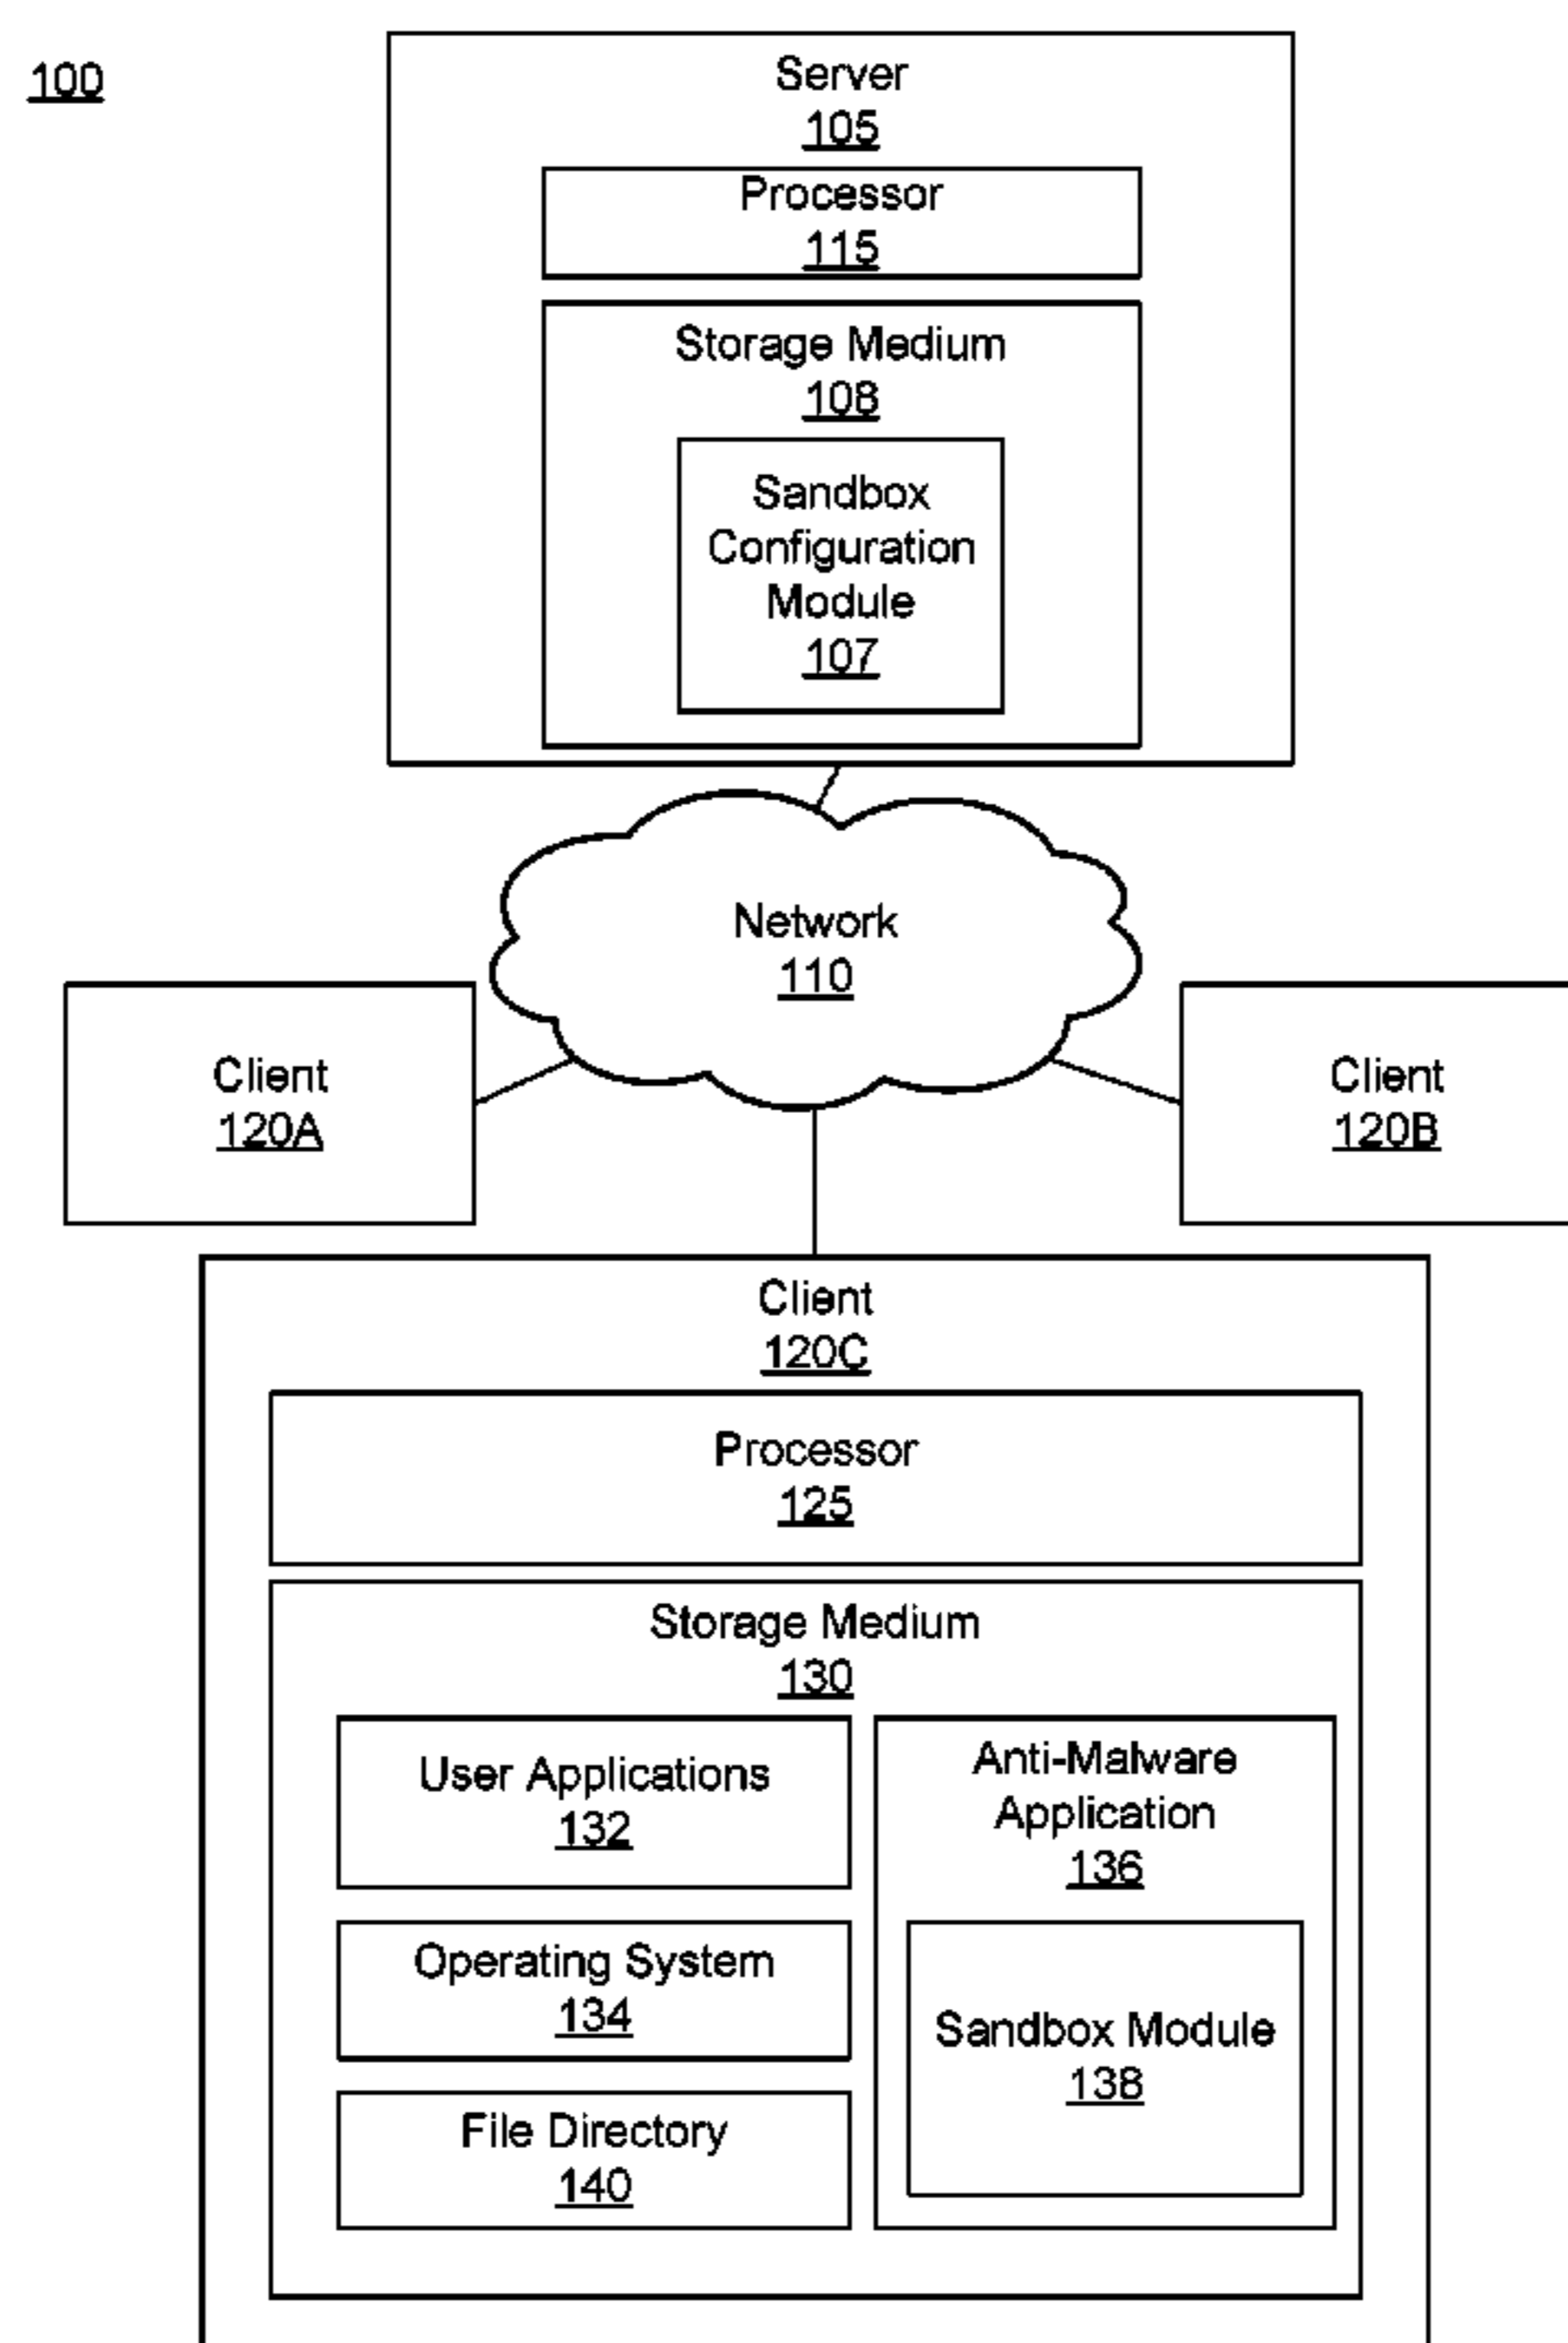 100
Server
105
Processor
115
Storage Medium
108
Sandbox
Configuration
Module
107
Network
110
Client
120A
Client
120B
Client
120C
Processor
125
Storage Medium
130
User Applications
132
Operating System
134
File Directory
140
Anti-Malware
Application
136
Sandbox Module
138